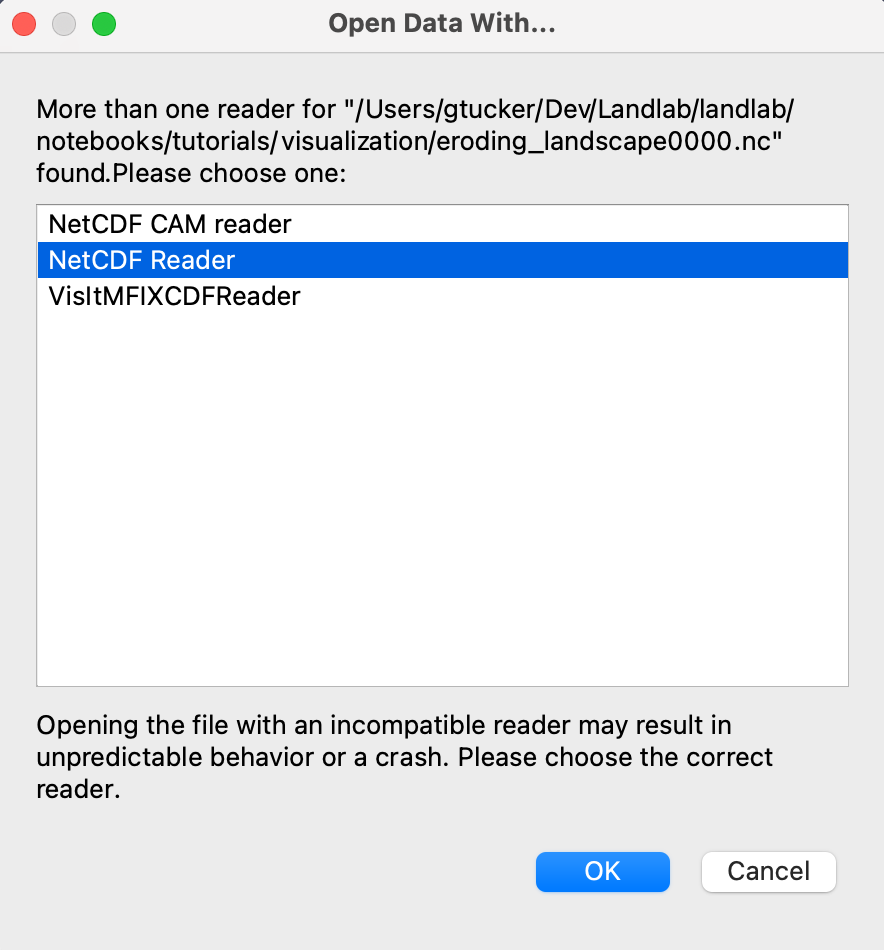 Open Data With...
More than one reader for "/Users/gtucker/Dev/Landlab/landlab/
notebooks/tutorials/visualization/eroding_landscape0000.nc"
found.Please choose one:
NetCDF CAM reader
NetCDF Reader
VisItMFIXCDFReader
Opening the file with an incompatible reader may result in
unpredictable behavior or a crash. Please choose the correct
reader.
OK
Cancel